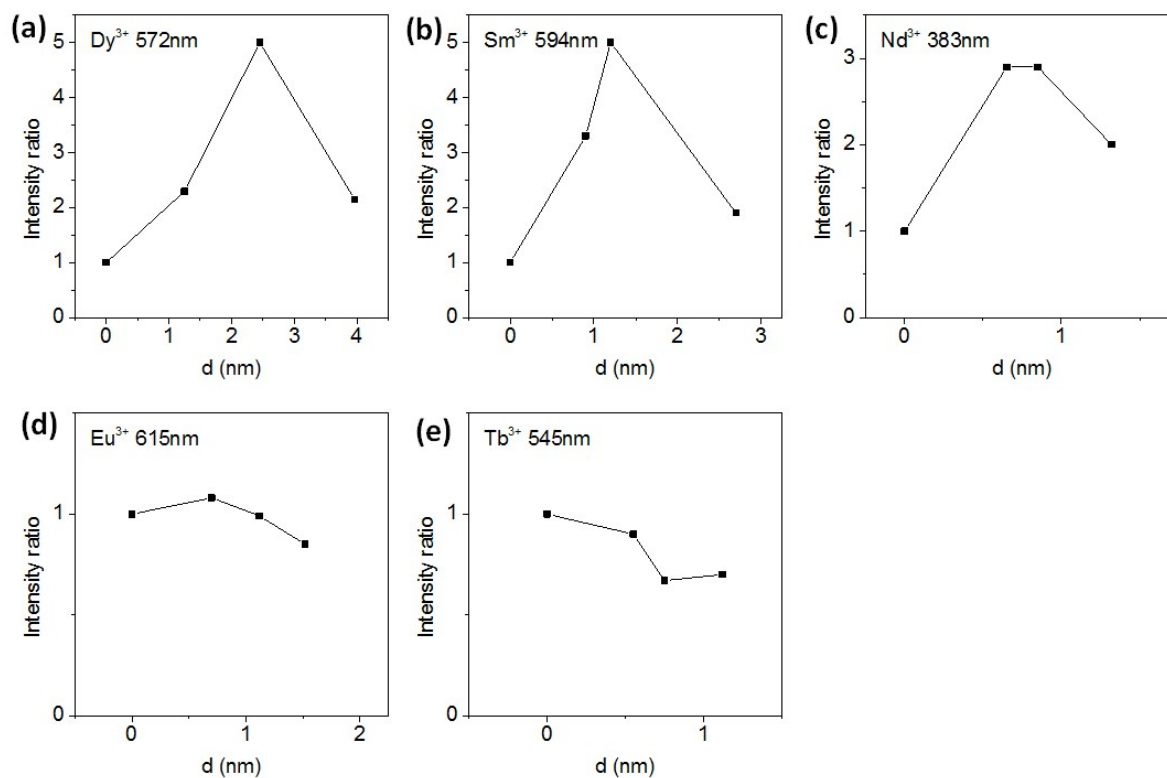 (a)
Dy³⁺ 572nm
Intensity ratio
5
4
3
2
1
0
0 1 2 3 4
d (nm)
(b)
Sm³⁺ 594nm
Intensity ratio
5
4
3
2
1
0
0 1 2 3
d (nm)
(c)
Nd³⁺ 383nm
Intensity ratio
3
2
1
0
0 1
d (nm)
(d)
Eu³⁺ 615nm
Intensity ratio
1
0
0 1 2
d (nm)
(e)
Tb³⁺ 545nm
Intensity ratio
1
0
0 1
d (nm)